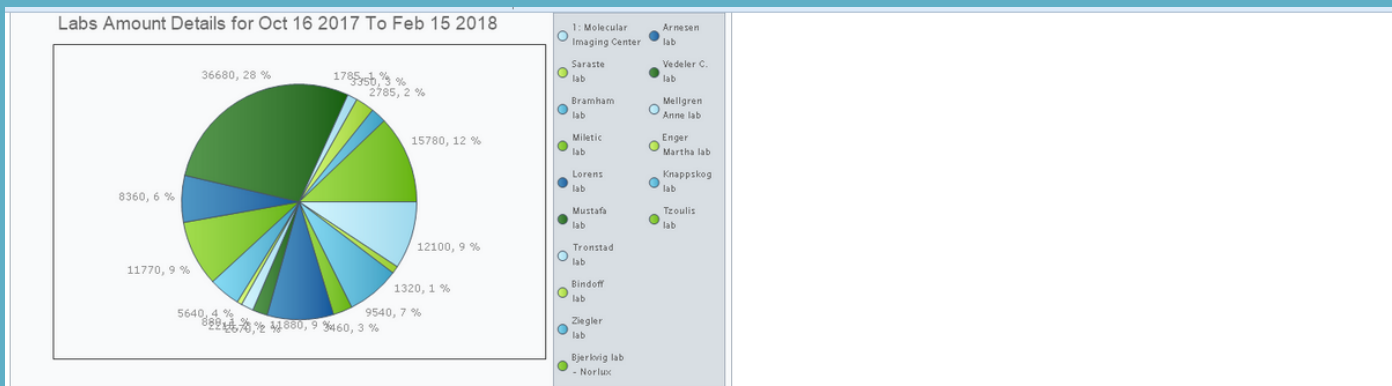 Labs Amount Details for Oct 16 2017 To Feb 15 2018
36680, 28 %
1785, 1 %
3350, 3 %
2785, 2 %
15780, 12 %
8360, 6 %
12100, 9 %
11770, 9 %
1320, 1 %
5640, 4 %
9540, 7 %
11880, 9 %
3460, 3 %
1: Molecular
Imaging Center
Saraste
lab
Bramham
lab
Miletic
lab
Lorens
lab
Mustafa
lab
Tronstad
lab
Bindoff
lab
Ziegler
lab
Bjerkvig lab
- Norlux
Arnesen
lab
Vedeler C.
lab
Mellgren
Anne lab
Enger
Martha lab
Knappskog
lab
Tzoulis
lab